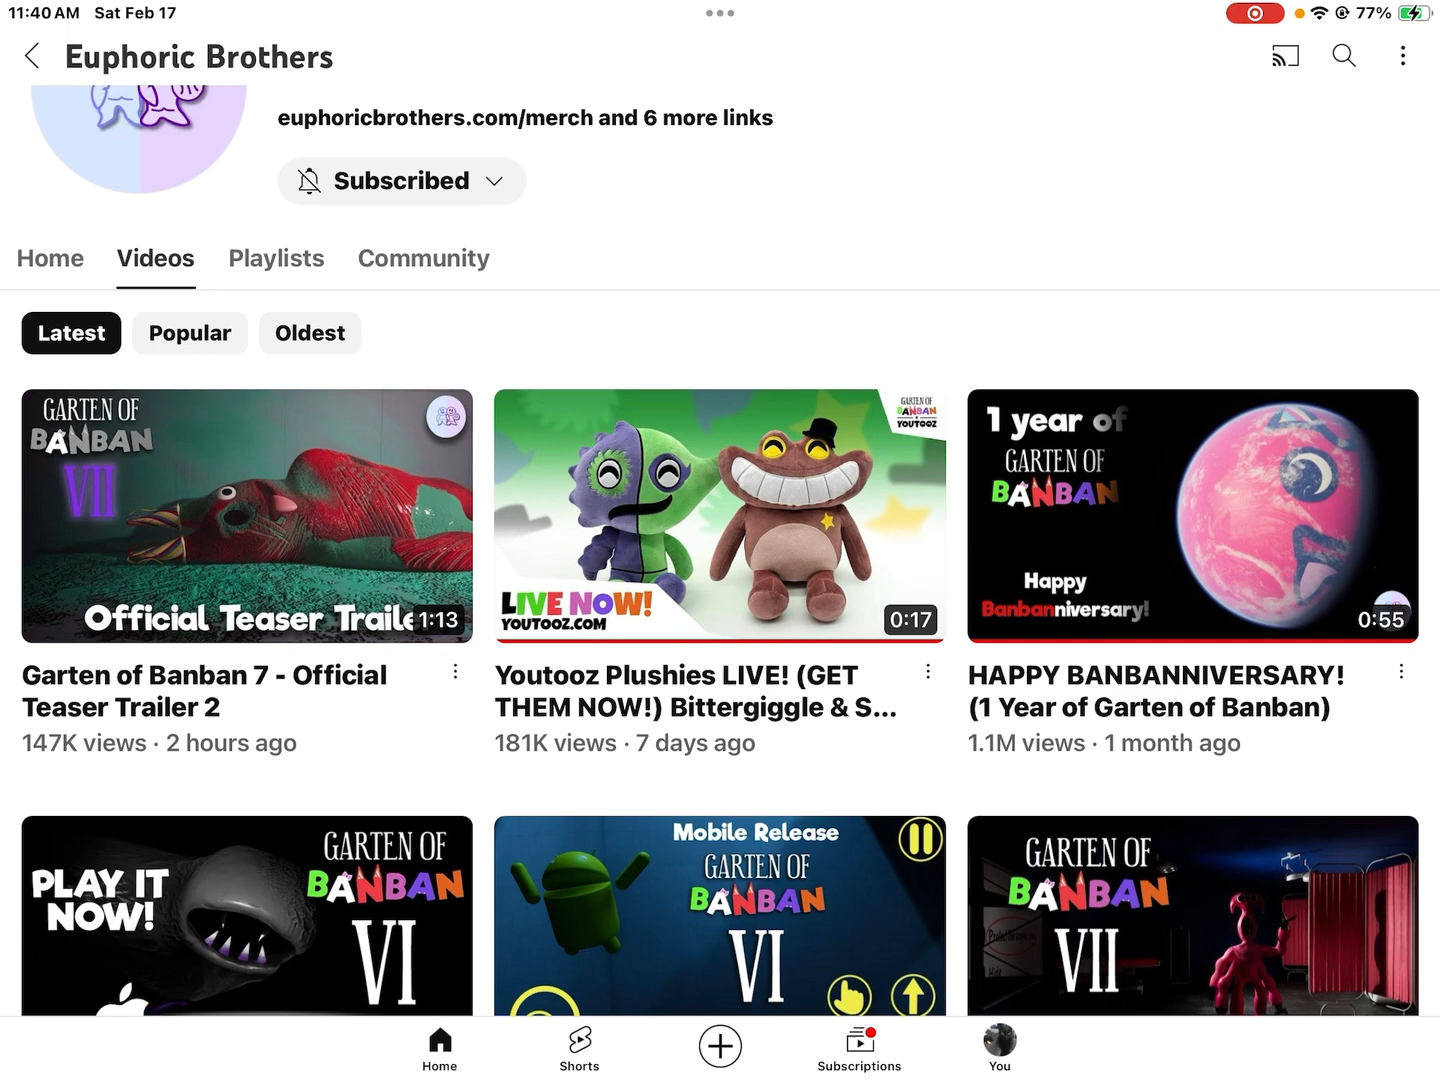 11:40 AM Sat Feb 17
77%
Euphoric Brothers
euphoricbrothers.com/merch and 6 more links
Subscribed
Home Videos Playlists Community
Latest Popular Oldest
GARTEN OF
BANBAN
VII
Official Teaser Traile
1:13
GARTEN OF
BANBAN
YOUTOOZ
LIVE NOW!
YOUTOOZ.COM
0:17
1 year of
GARTEN OF
BANBAN
Happy
Banbanniversary!
0:55
Garten of Banban 7 - Official
Teaser Trailer 2
147K views · 2 hours ago
Youtooz Plushies LIVE! (GET
THEM NOW!) Bittergiggle & S...
181K views · 7 days ago
HAPPY BANBANNIVERSARY!
(1 Year of Garten of Banban)
1.1M views · 1 month ago
PLAY IT
NOW!
GARTEN OF
BANBAN
VI
Mobile Release
GARTEN OF
BANBAN
VI
GARTEN OF
BANBAN
VII
Home Shorts Subscriptions You